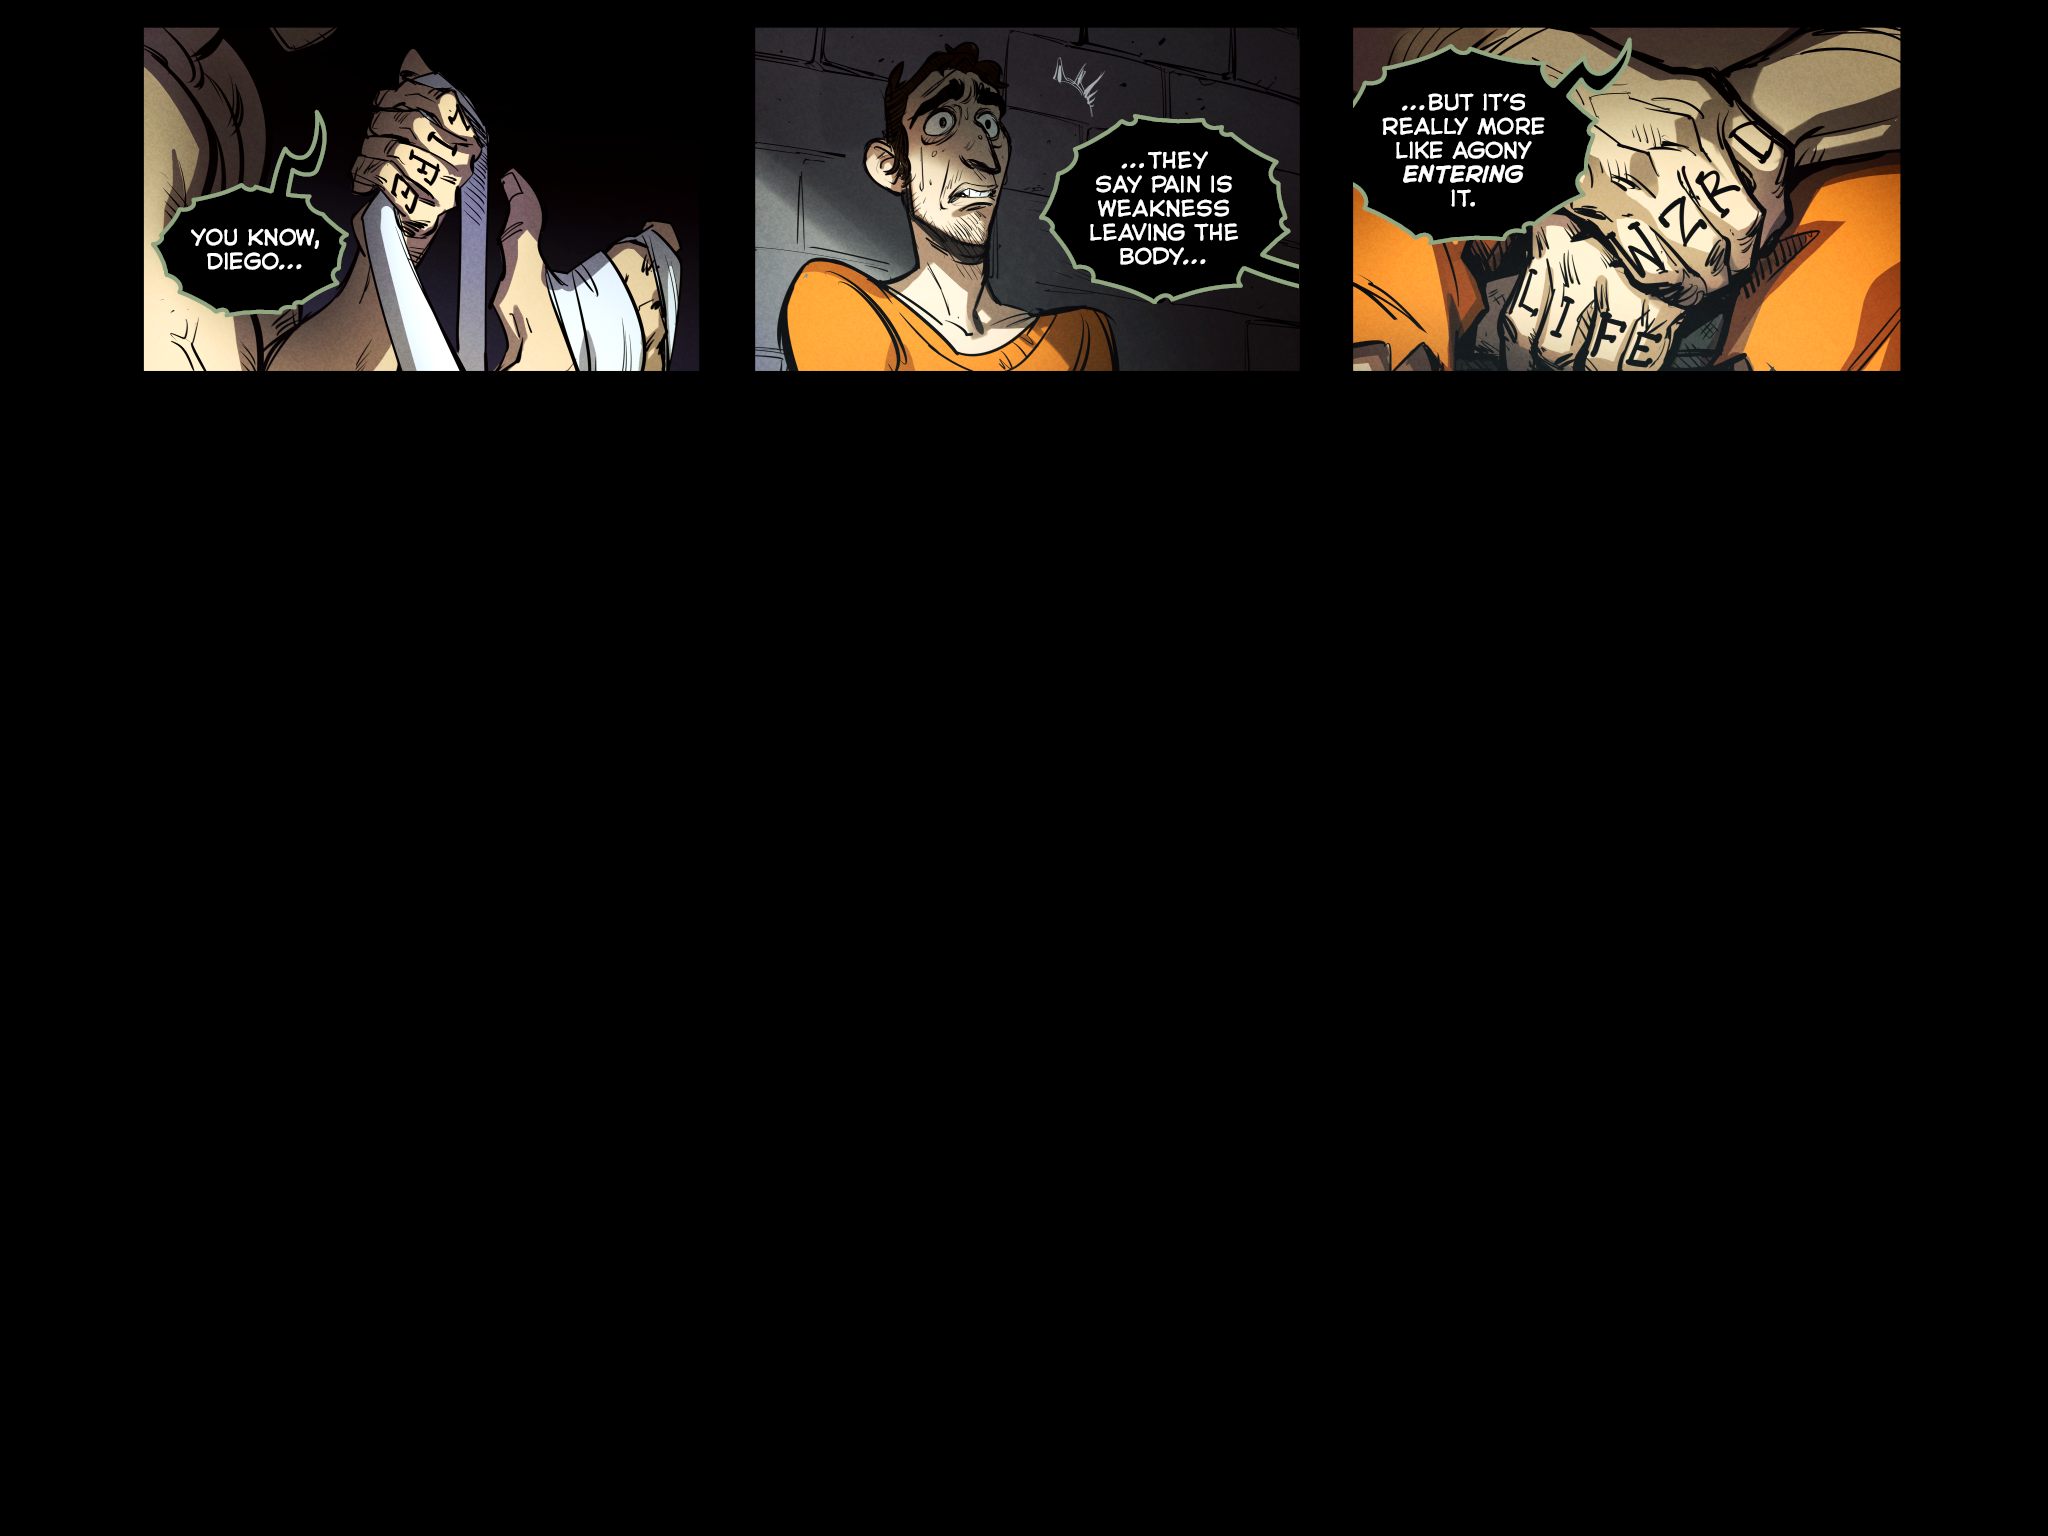 YOU KNOW,
DIEGO...
...THEY
SAY PAIN IS
WEAKNESS
LEAVING THE
BODY...
...BUT IT'S
REALLY MORE
LIKE AGONY
ENTERING
IT.
WZRD
LIFE